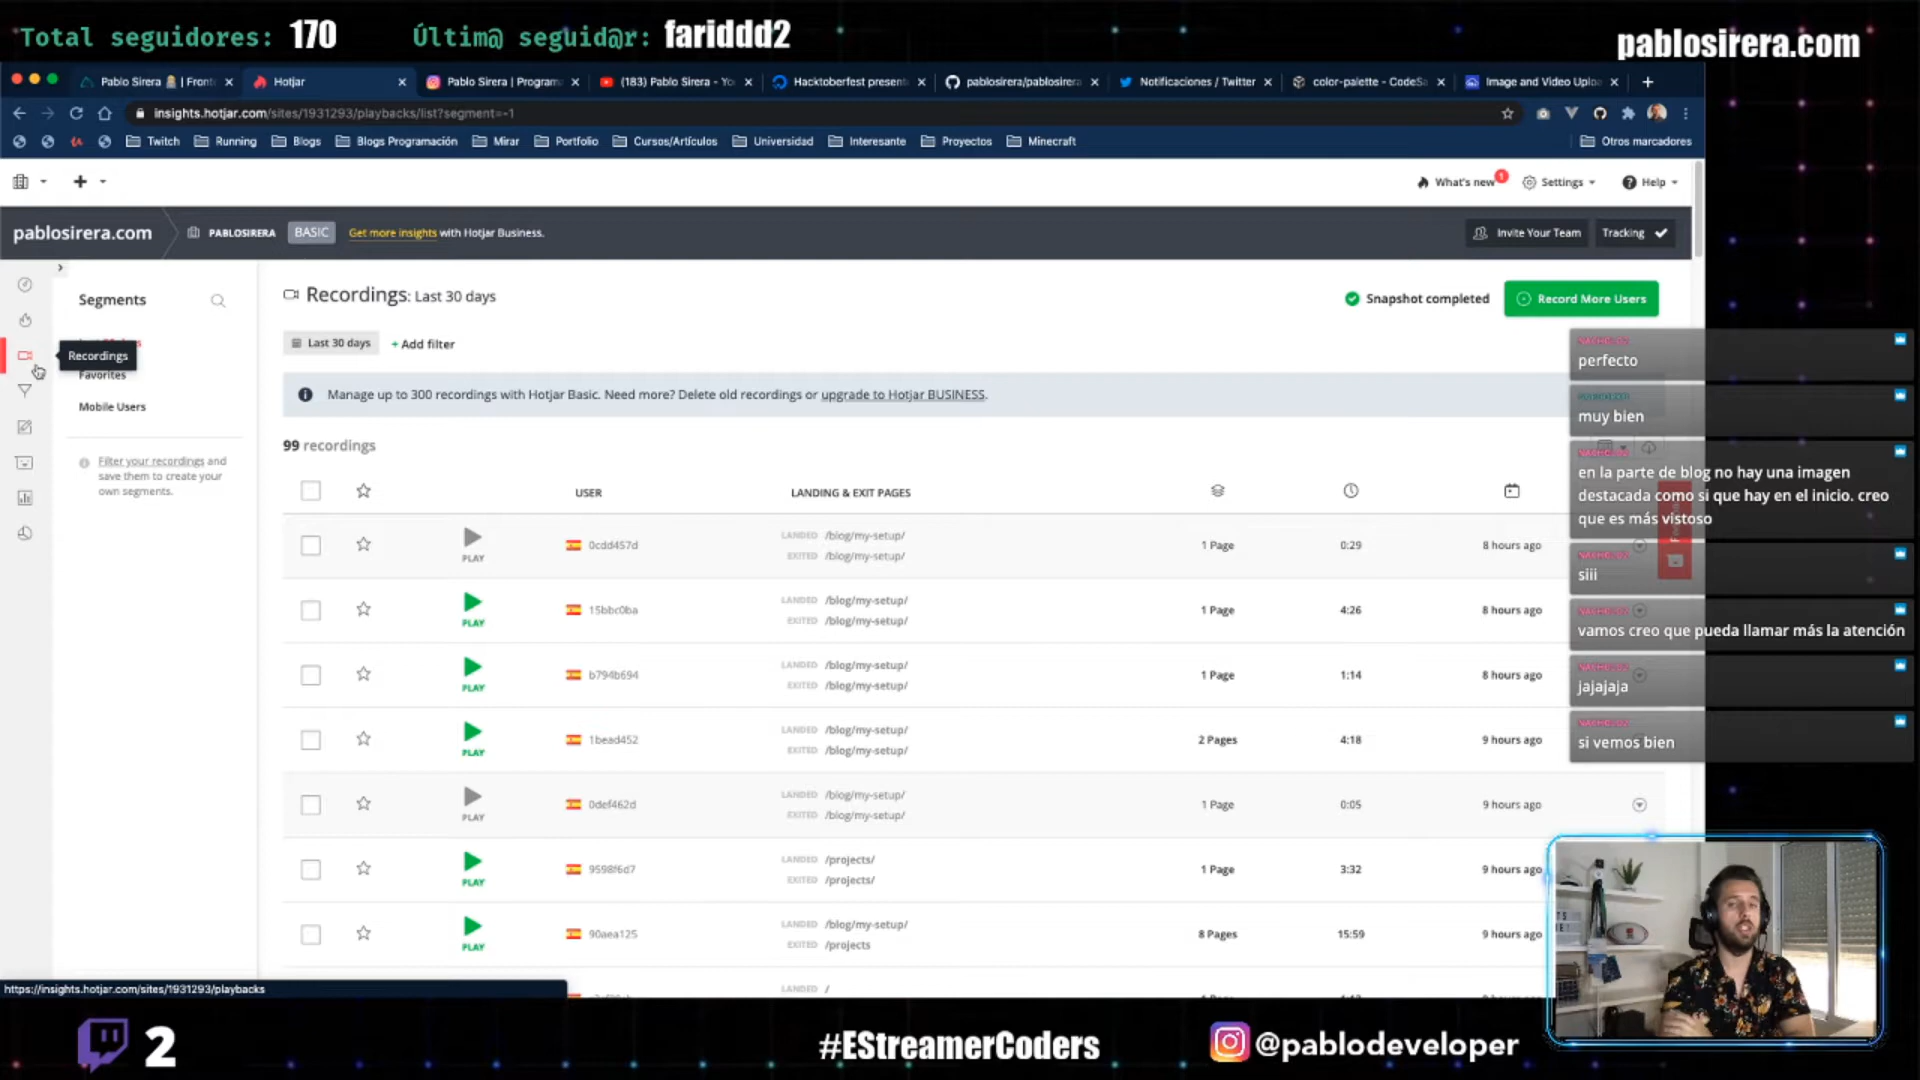 Total seguidores: 170
Últim@ seguid@r: fariddd2
pablosirera.com
Pablo Sirera | Front
Hotjar
Pablo Sirera | Program
(183) Pablo Sirera - Yo
Hacktoberfest present
pablosirera/pablosirera
Notificaciones / Twitter
color-palette - CodeSa
Image and Video Uploa
insights.hotjar.com/sites/1931293/playbacks/list?segment=-1
Twitch
Running
Blogs
Blogs Programación
Mirar
Portfolio
Cursos/Artículos
Universidad
Interesante
Proyectos
Minecraft
Otros marcadores
What's new 1
Settings
Help
pablosirera.com
PABLOSIRERA
BASIC
Get more insights with Hotjar Business.
Invite Your Team
Tracking
Segments
Recordings
Favorites
Mobile Users
Filter your recordings and
save them to create your
own segments.
Recordings: Last 30 days
Snapshot completed
Record More Users
Last 30 days
+ Add filter
Manage up to 300 recordings with Hotjar Basic. Need more? Delete old recordings or upgrade to Hotjar BUSINESS.
99 recordings
USER LANDING & EXIT PAGES
PLAY 0cdd457d LANDED /blog/my-setup/ EXITED /blog/my-setup/ 1 Page 0:29 8 hours ago
PLAY 15bbc0ba LANDED /blog/my-setup/ EXITED /blog/my-setup/ 1 Page 4:26 8 hours ago
PLAY b794b694 LANDED /blog/my-setup/ EXITED /blog/my-setup/ 1 Page 1:14 8 hours ago
PLAY 1bead452 LANDED /blog/my-setup/ EXITED /blog/my-setup/ 2 Pages 4:18 9 hours ago
PLAY 0def462d LANDED /blog/my-setup/ EXITED /blog/my-setup/ 1 Page 0:05 9 hours ago
PLAY 9598f6d7 LANDED /projects/ EXITED /projects/ 1 Page 3:32 9 hours ago
PLAY 90aea125 LANDED /blog/my-setup/ EXITED /projects 8 Pages 15:59 9 hours ago
LANDED /
perfecto
muy bien
en la parte de blog no hay una imagen
destacada como si que hay en el inicio. creo
que es más vistoso
siii
vamos creo que pueda llamar más la atención
jajajaja
si vemos bien
https://insights.hotjar.com/sites/1931293/playbacks
2
#EStreamerCoders
@pablodeveloper